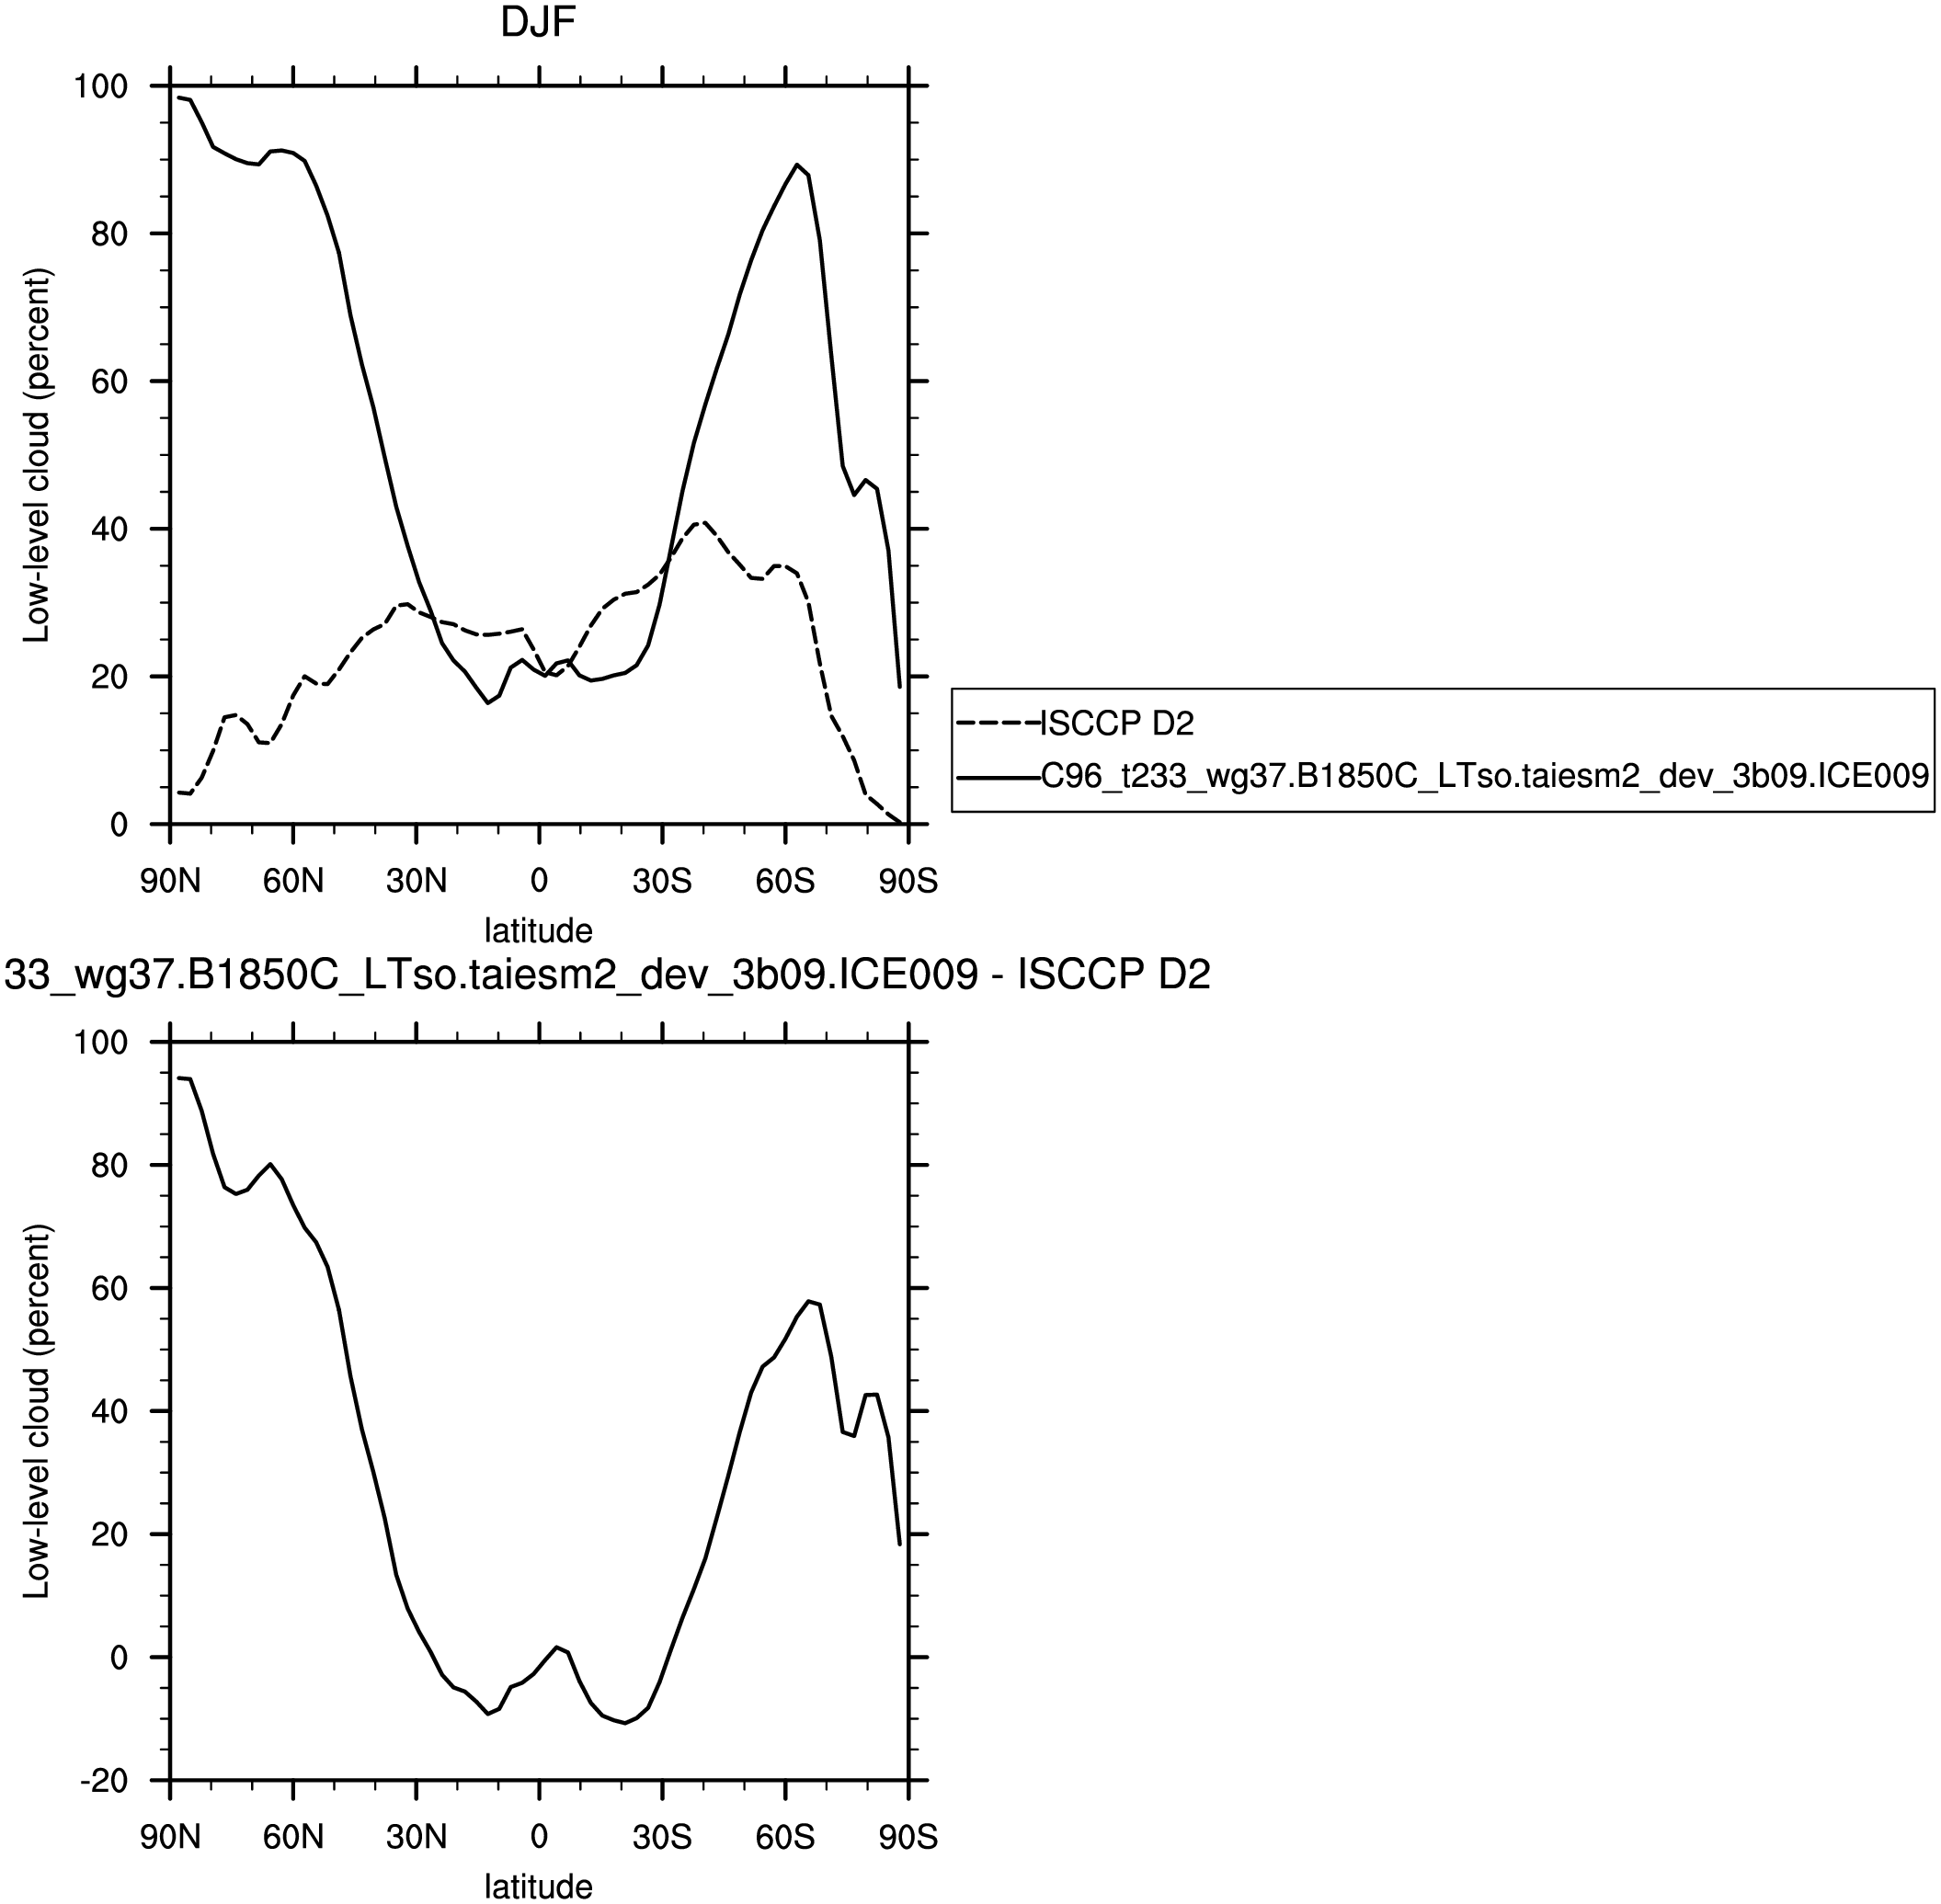 DJF
Low-level cloud (percent)
100
80
60
40
20
0
90N 60N 30N 0 30S 60S 90S
latitude
ISCCP D2
C96_t233_wg37.B1850C_LTso.taiesm2_dev_3b09.ICE009
33_wg37.B1850C_LTso.taiesm2_dev_3b09.ICE009 - ISCCP D2
Low-level cloud (percent)
100
80
60
40
20
0
-20
90N 60N 30N 0 30S 60S 90S
latitude